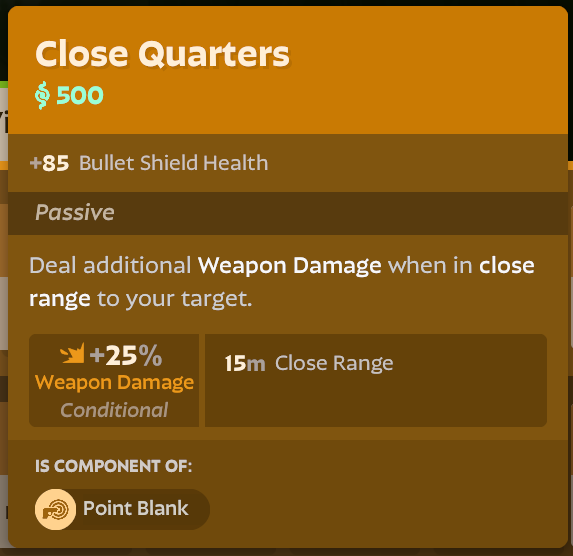 Close Quarters
500
+85 Bullet Shield Health
Passive
Deal additional Weapon Damage when in close
range to your target.
+25%
Weapon Damage
Conditional
15m Close Range
IS COMPONENT OF:
Point Blank